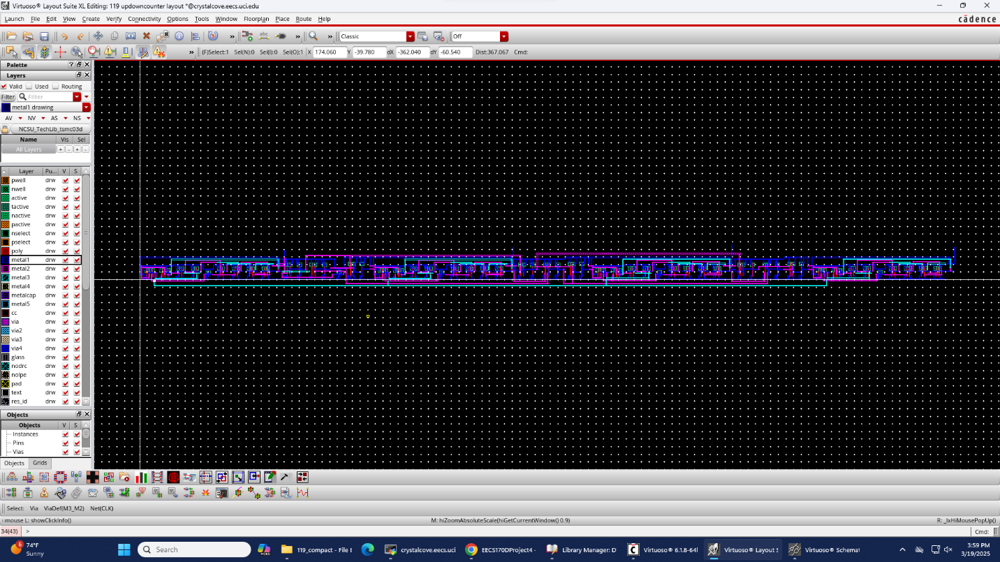 Virtuoso® Layout Suite XL Editing: 119 updowncounter layout *@crystalcove.eecs.uci.edu
Launch File Edit View Create Verify Connectivity Options Tools Window Floorplan Place Route Help
cādence
Classic Off
(F)Select:1 Sel(N):0 Sel(I):0 Sel(O):1 X 174.060 Y -39.780 dX -362.040 dY -60.540 Dist:367.067 Cmd:
Palette
Layers
Valid Used Routing
Filter Filter
metal1 drawing
AV NV AS NS
NCSU_TechLib_tsmc03d
Name Vis Sel
All Layers + - + -
Layer Pu... V S
pwell drw
nwell drw
active drw
tactive drw
nactive drw
pactive drw
nselect drw
pselect drw
poly drw
metal1 drw
metal2 drw
metal3 drw
metal4 drw
metalcap drw
metal5 drw
cc drw
via drw
via2 drw
via3 drw
via4 drw
glass drw
nodrc drw
nolpe drw
pad drw
text drw
res_id drw
Objects
Objects V S
Instances
Pins
Vias
Objects Grids
Select: Via ViaDef(M3_M2) Net(CLK)
mouse L: showClickInfo() M: hiZoomAbsoluteScale(hiGetCurrentWindow() 0.9) R: _lxHiMousePopUp()
34(43) > Cmd:
6 74°F
Sunny
Search
119_compact - File E
crystalcove.eecs.uci
EECS170DProject4 -
Library Manager: D
Virtuoso® 6.1.8-64b
Virtuoso® Layout S
Virtuoso® Schemat
3:59 PM
3/19/2025